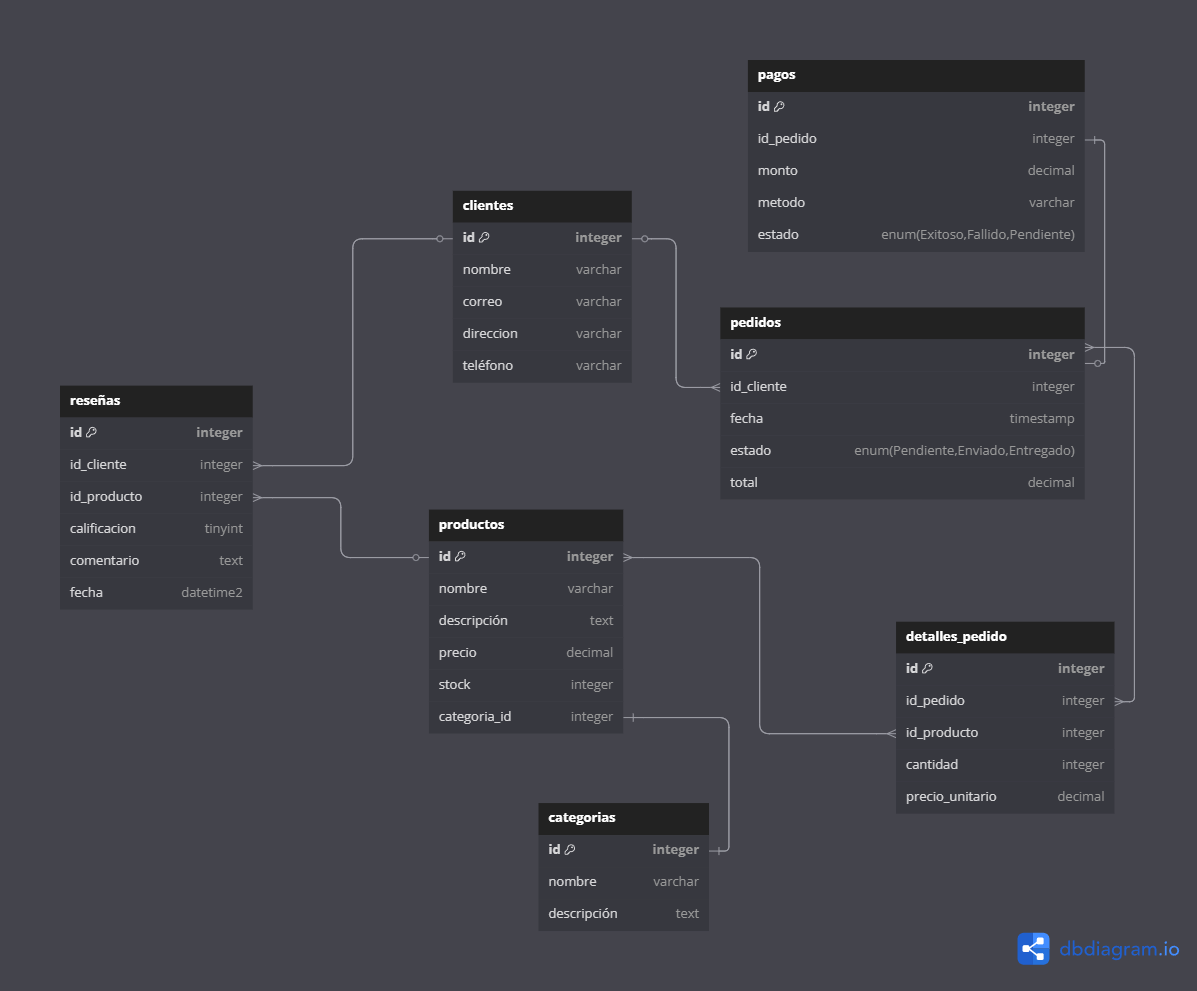 pagos
id integer
id_pedido integer
monto decimal
metodo varchar
estado enum(Exitoso,Fallido,Pendiente)
clientes
id integer
nombre varchar
correo varchar
direccion varchar
teléfono varchar
pedidos
id integer
id_cliente integer
fecha timestamp
estado enum(Pendiente,Enviado,Entregado)
total decimal
reseñas
id integer
id_cliente integer
id_producto integer
calificacion tinyint
comentario text
fecha datetime2
productos
id integer
nombre varchar
descripción text
precio decimal
stock integer
categoria_id integer
detalles_pedido
id integer
id_pedido integer
id_producto integer
cantidad integer
precio_unitario decimal
categorias
id integer
nombre varchar
descripción text
dbdiagram.io